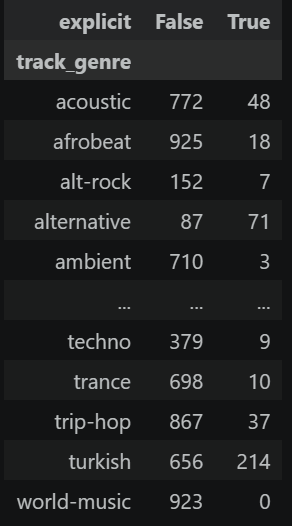 explicit False True
track_genre
acoustic 772 48
afrobeat 925 18
alt-rock 152 7
alternative 87 71
ambient 710 3
... ... ...
techno 379 9
trance 698 10
trip-hop 867 37
turkish 656 214
world-music 923 0